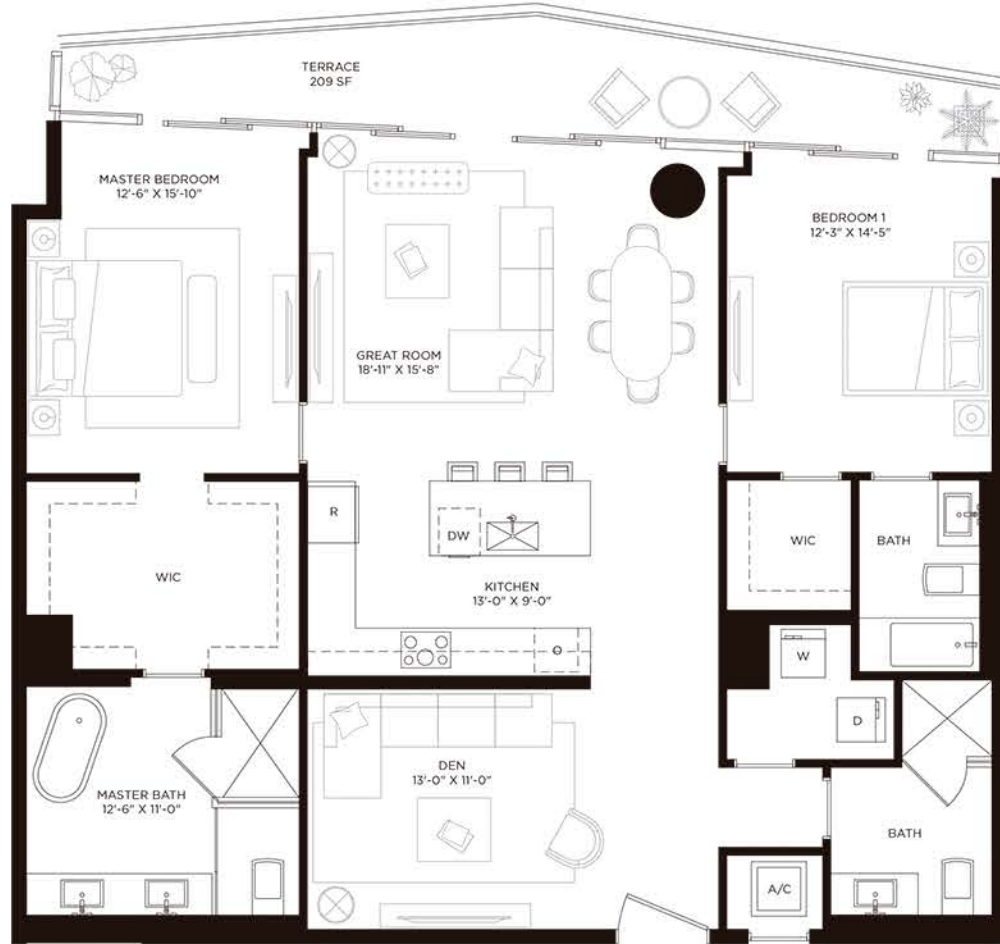 TERRACE
209 SF
MASTER BEDROOM
12'-6" X 15'-10"
BEDROOM 1
12'-3" X 14'-5"
GREAT ROOM
18'-11" X 15'-8"
R
DW
WIC
BATH
WIC
KITCHEN
13'-0" X 9'-0"
W
D
DEN
13'-0" X 11'-0"
MASTER BATH
12'-6" X 11'-0"
BATH
A/C